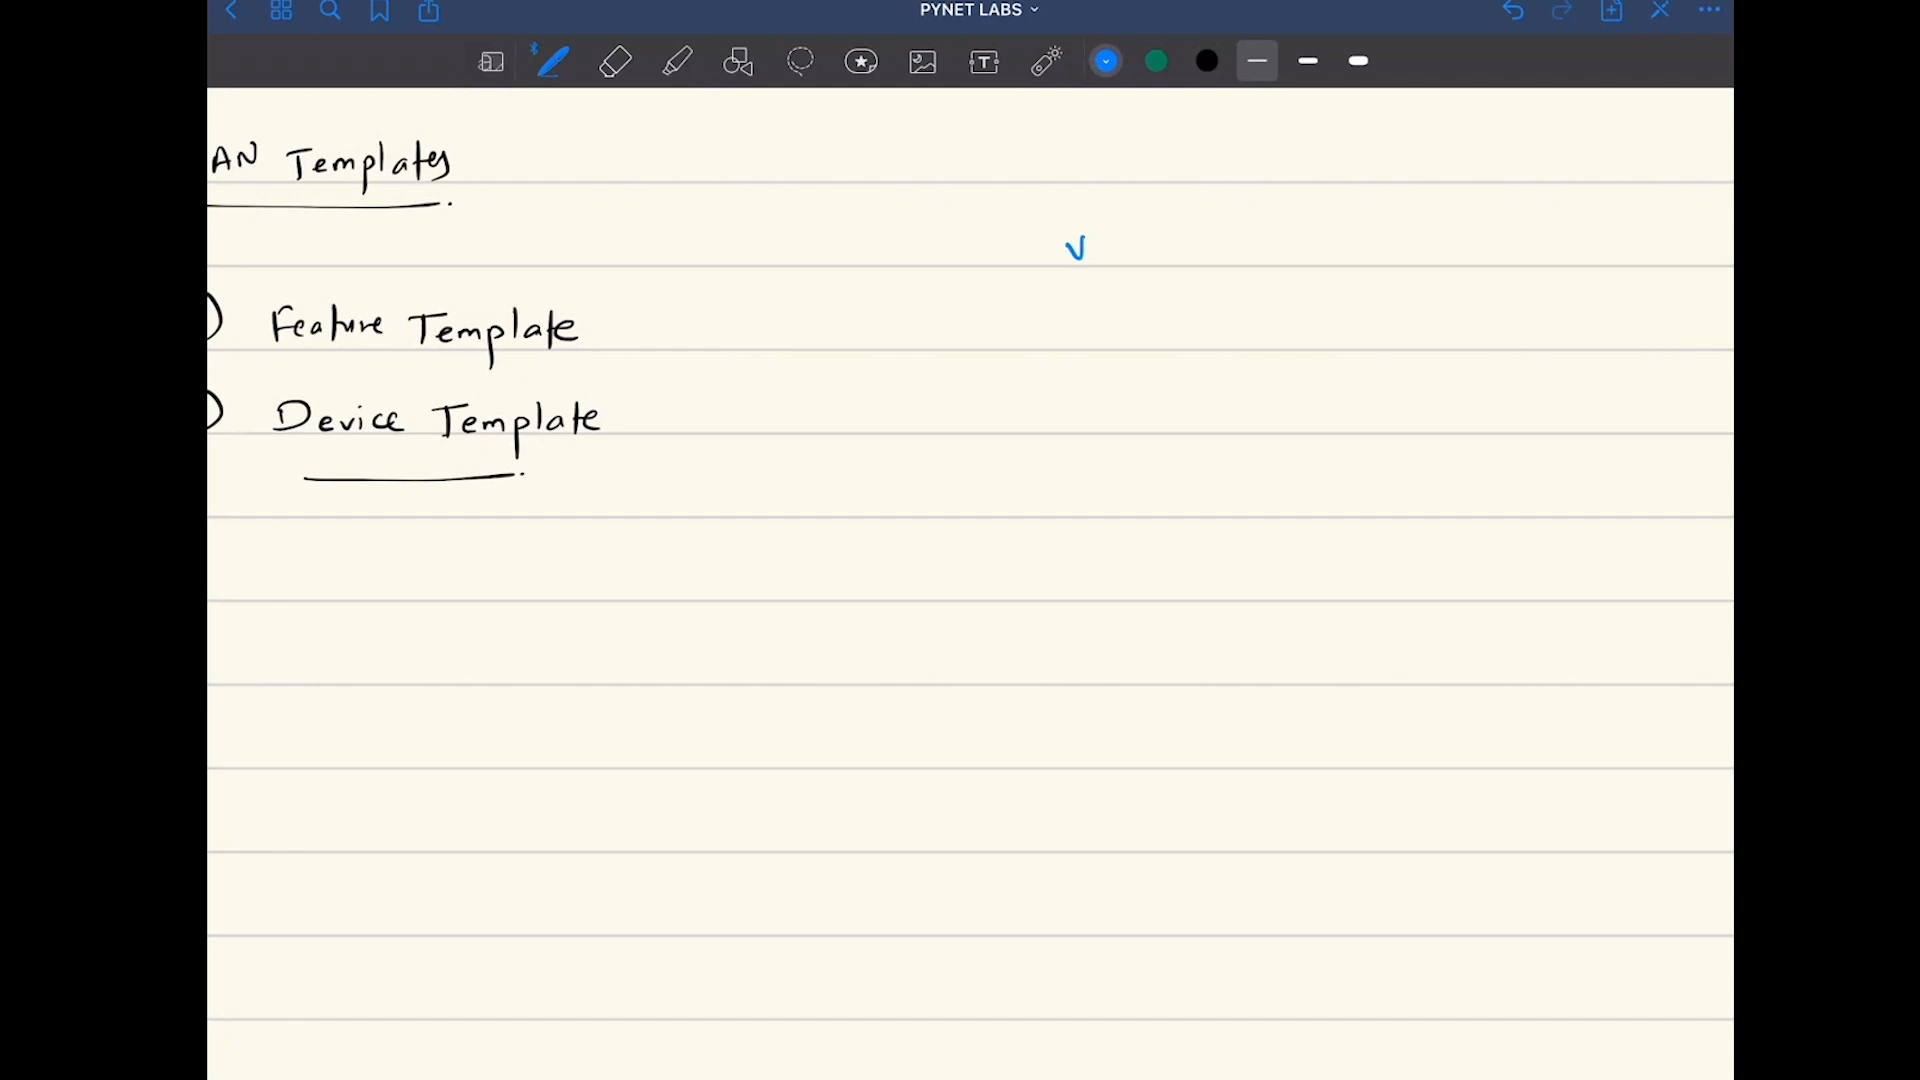 PYNET LABS
AN Templates
v
) Feature Template
) Device Template